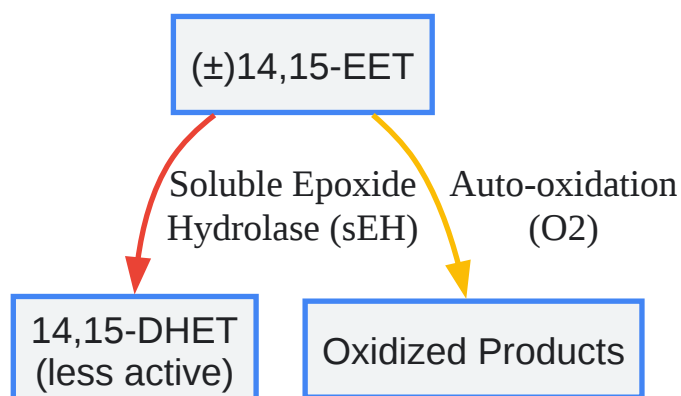 (±)14,15-EET
Soluble Epoxide
Hydrolase (sEH)
Auto-oxidation
(O2)
14,15-DHET
(less active)
Oxidized Products